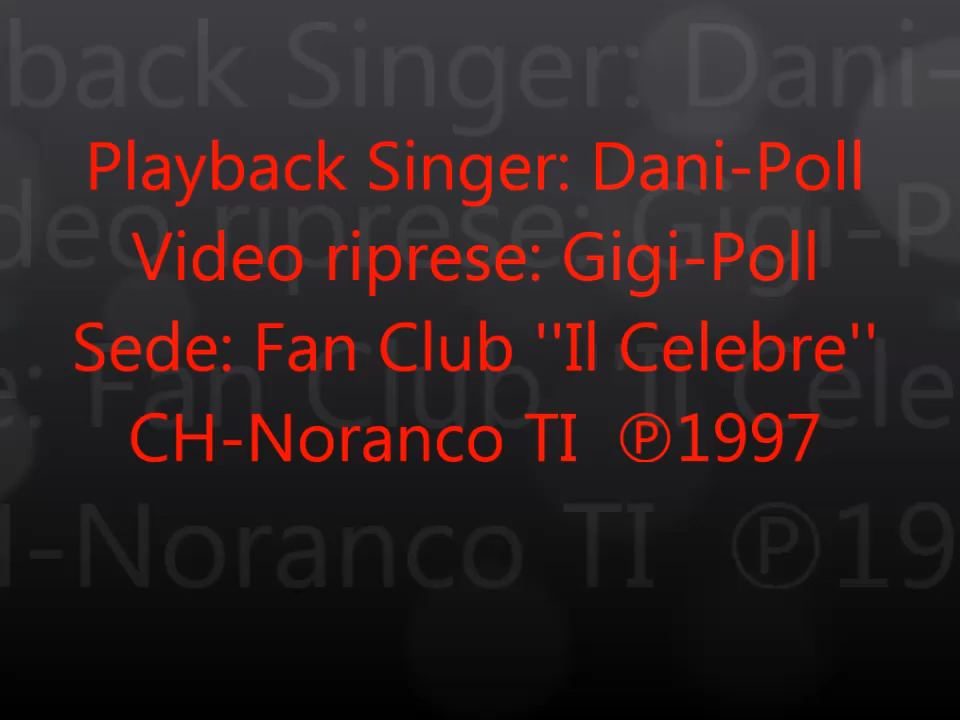 Playback Singer: Dani-Poll
Video riprese: Gigi-Poll
Sede: Fan Club ''Il Celebre''
CH-Noranco TI ℗1997